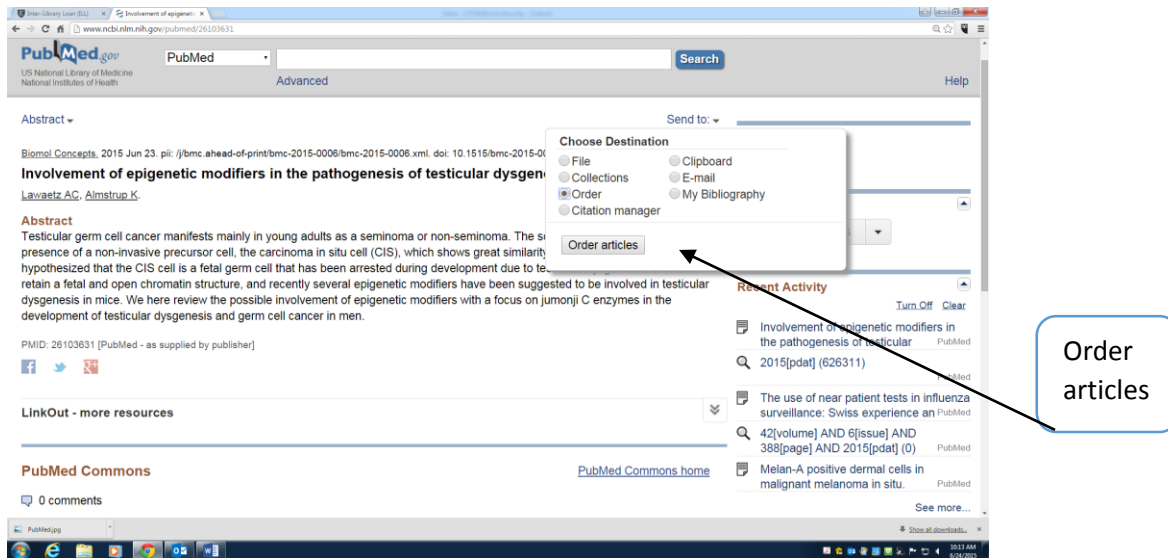 Inter-Library Loan (ILL)
Involvement of epigenetic
www.ncbi.nlm.nih.gov/pubmed/26103631
PubMed.gov
US National Library of Medicine
National Institutes of Health
PubMed
Search
Advanced
Help
Abstract
Send to:
Choose Destination
File
Clipboard
Collections
E-mail
Order
My Bibliography
Citation manager
Order articles
Biomol Concepts. 2015 Jun 23. pii: /j/bmc.ahead-of-print/bmc-2015-0006/bmc-2015-0006.xml. doi: 10.1515/bmc-2015-00
Involvement of epigenetic modifiers in the pathogenesis of testicular dysgen
Lawaetz AC, Almstrup K.
Abstract
Testicular germ cell cancer manifests mainly in young adults as a seminoma or non-seminoma. The
presence of a non-invasive precursor cell, the carcinoma in situ cell (CIS), which shows great similarity
hypothesized that the CIS cell is a fetal germ cell that has been arrested during development due to
retain a fetal and open chromatin structure, and recently several epigenetic modifiers have been suggested to be involved in testicular
dysgenesis in mice. We here review the possible involvement of epigenetic modifiers with a focus on jumonji C enzymes in the
development of testicular dysgenesis and germ cell cancer in men.
PMID: 26103631 [PubMed - as supplied by publisher]
LinkOut - more resources
PubMed Commons
PubMed Commons home
0 comments
Recent Activity
Turn Off Clear
Involvement of epigenetic modifiers in
the pathogenesis of testicular PubMed
2015[pdat] (626311)
PubMed
The use of near patient tests in influenza
surveillance: Swiss experience an PubMed
42[volume] AND 6[issue] AND
388[page] AND 2015[pdat] (0) PubMed
Melan-A positive dermal cells in
malignant melanoma in situ. PubMed
See more...
PubMed.jpg
Show all downloads...
10:13 AM
6/24/2015
Order
articles